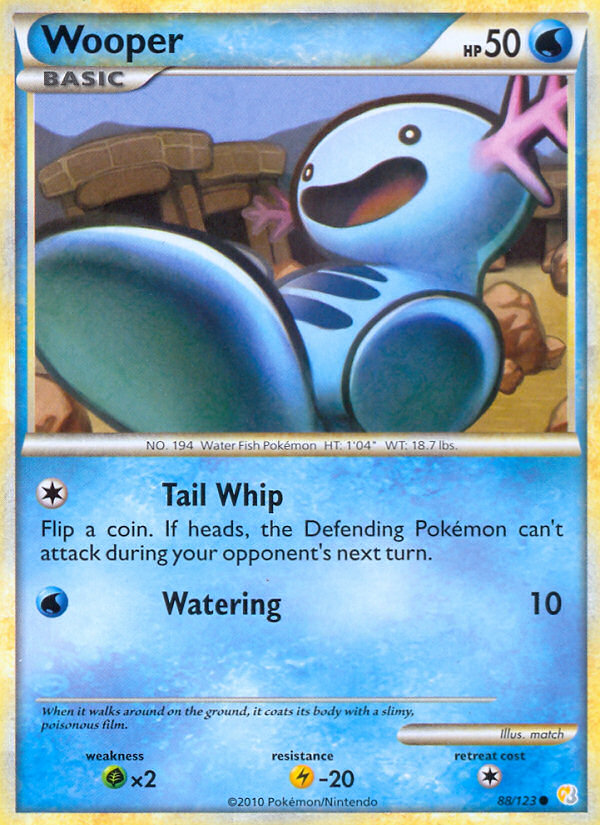 Wooper
HP 50
BASIC
NO. 194 Water Fish Pokémon HT: 1'04" WT: 18.7 lbs.
Tail Whip
Flip a coin. If heads, the Defending Pokémon can't
attack during your opponent's next turn.
Watering 10
When it walks around on the ground, it coats its body with a slimy,
poisonous film.
Illus. match
weakness resistance retreat cost
×2 -20
©2010 Pokémon/Nintendo 88/123